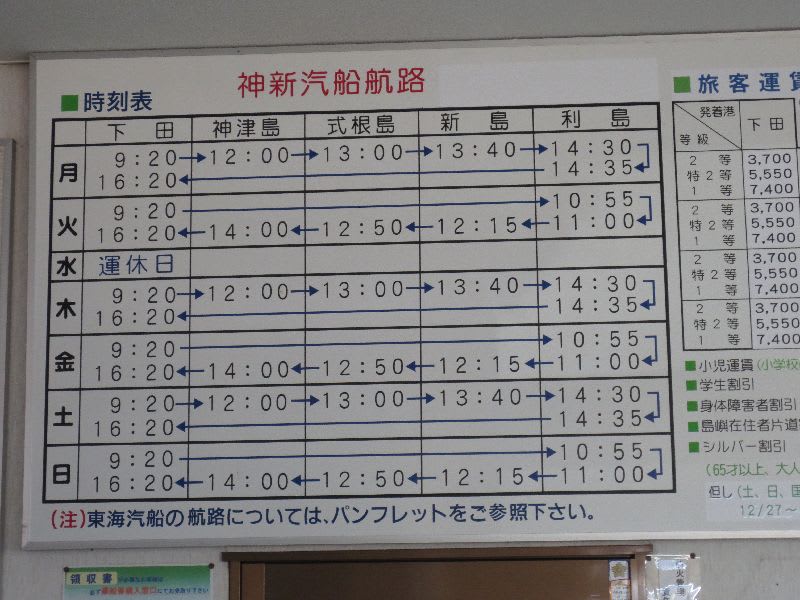 神新汽船航路
■時刻表
下 田 神津島 式根島 新 島 利 島
月 9:20 → 12:00 → 13:00 → 13:40 → 14:30
16:20 ← 14:35
火 9:20 → 10:55
16:20 ← 14:00 ← 12:50 ← 12:15 ← 11:00
水 運休日
木 9:20 → 12:00 → 13:00 → 13:40 → 14:30
16:20 ← 14:35
金 9:20 → 10:55
16:20 ← 14:00 ← 12:50 ← 12:15 ← 11:00
土 9:20 → 12:00 → 13:00 → 13:40 → 14:30
16:20 ← 14:35
日 9:20 → 10:55
16:20 ← 14:00 ← 12:50 ← 12:15 ← 11:00
(注)東海汽船の航路については、パンフレットをご参照下さい。
■旅客運賃
発着港
等級
下田
2 等 3,700
特2等 5,550
1 等 7,400
2 等 3,700
特2等 5,550
1 等 7,400
2 等 3,700
特2等 5,550
1 等 7,400
2 等 3,700
特2等 5,550
1 等 7,400
■小児運賃(小学校
■学生割引
■身体障害者割引
■島嶼在住者片道
■シルバー割引
(65才以上、大人
但し(土、日、国
12/27～
領収書